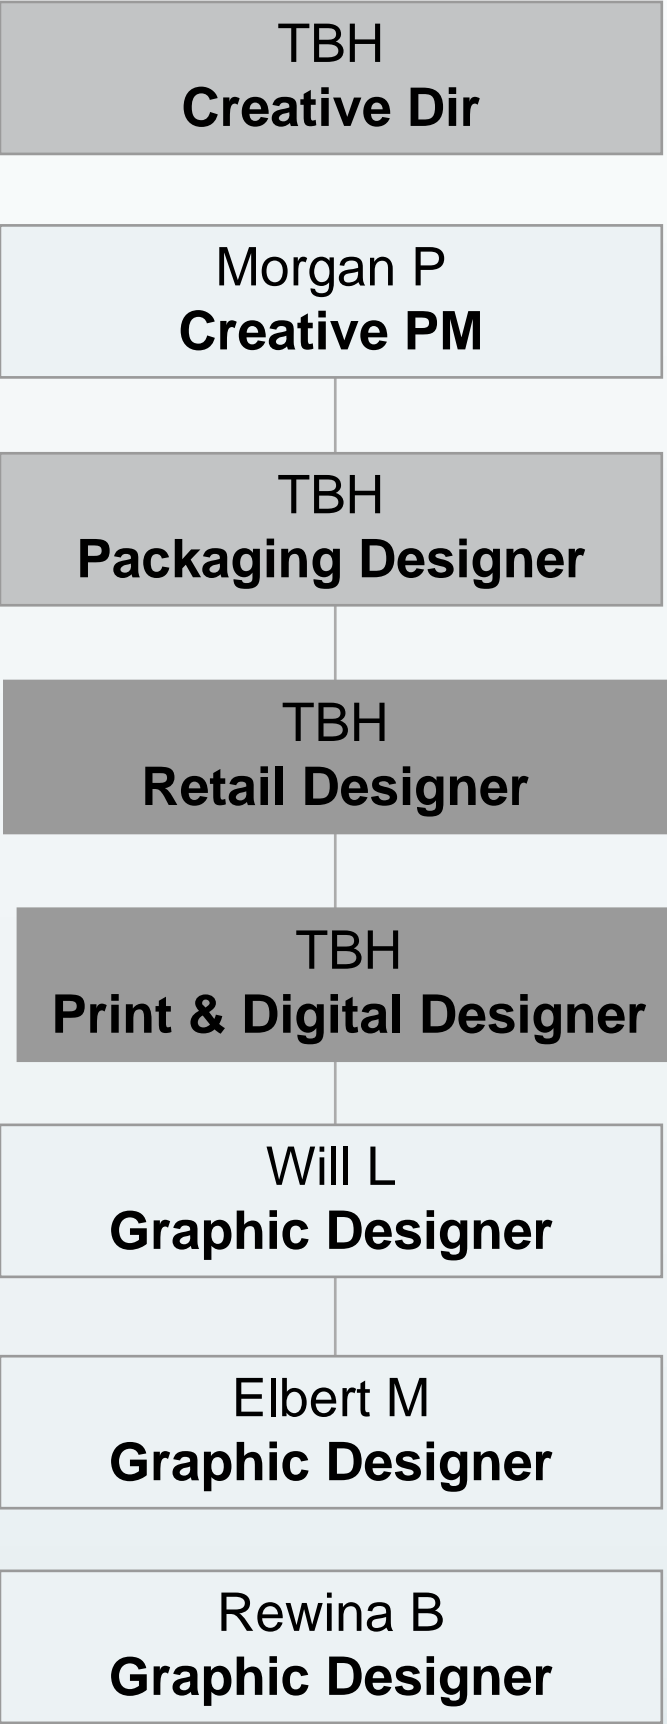 TBH
Creative Dir
Morgan P
Creative PM
TBH
Packaging Designer
TBH
Retail Designer
TBH
Print & Digital Designer
Will L
Graphic Designer
Elbert M
Graphic Designer
Rewina B
Graphic Designer